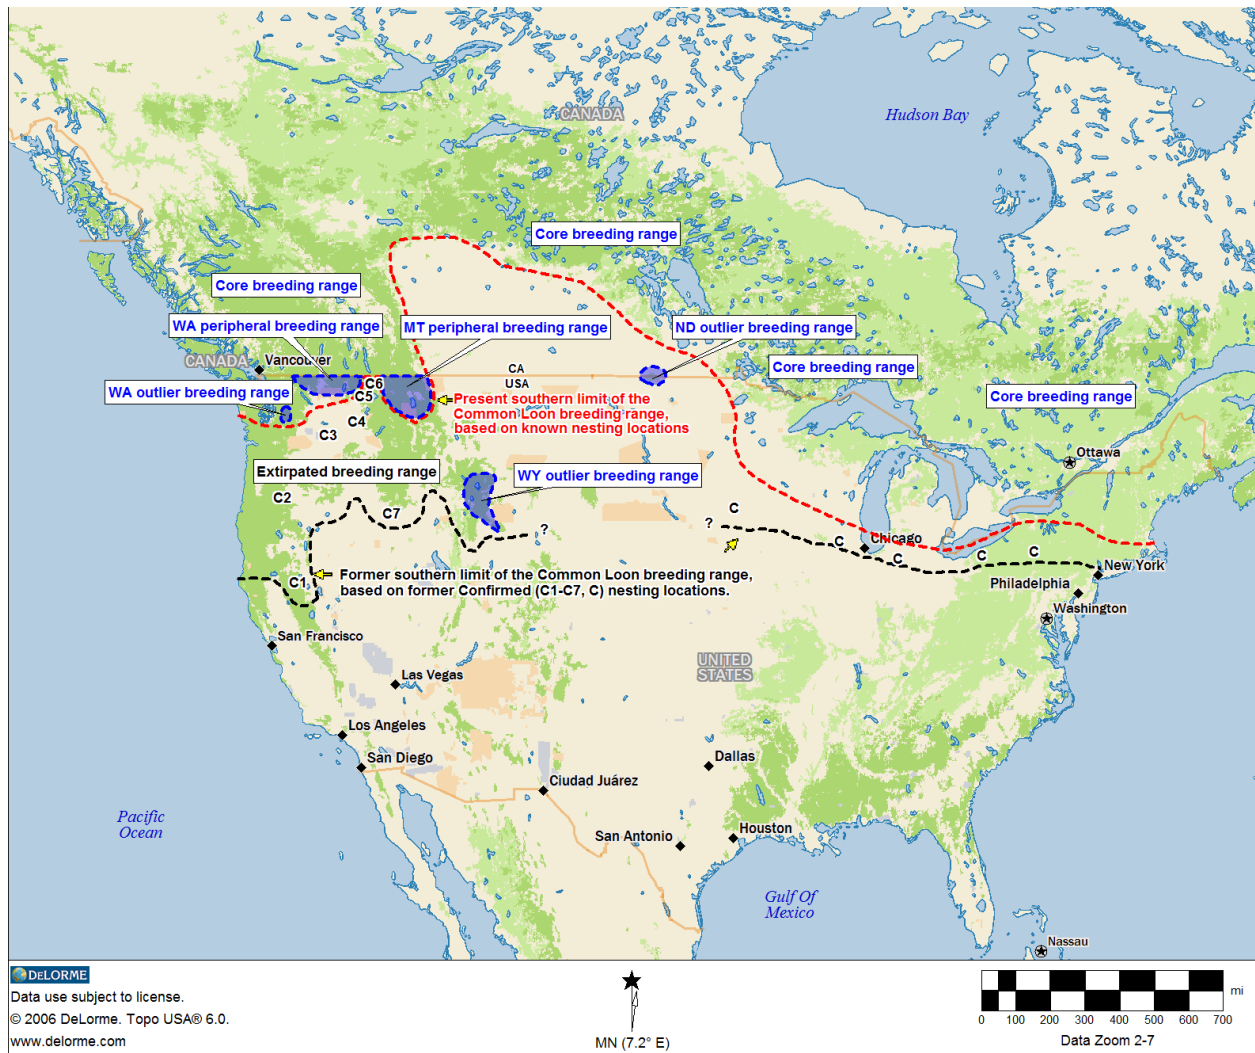 CANADA
Hudson Bay
Core breeding range
Core breeding range
WA peripheral breeding range
MT peripheral breeding range
ND outlier breeding range
CANADA
Vancouver
CA
USA
Core breeding range
WA outlier breeding range
C6
C5
Present southern limit of the
Common Loon breeding range,
based on known nesting locations
Core breeding range
C4
C3
Ottawa
Extirpated breeding range
WY outlier breeding range
C2
C7
?
C
?
C
Chicago
C
C
C
New York
C1
Former southern limit of the Common Loon breeding range,
based on former Confirmed (C1-C7, C) nesting locations.
Philadelphia
Washington
San Francisco
UNITED
STATES
Las Vegas
Los Angeles
San Diego
Dallas
Ciudad Juárez
Pacific
Ocean
San Antonio
Houston
Gulf Of
Mexico
Nassau
DELORME
Data use subject to license.
© 2006 DeLorme. Topo USA® 6.0.
www.delorme.com
MN (7.2° E)
mi
0 100 200 300 400 500 600 700
Data Zoom 2-7